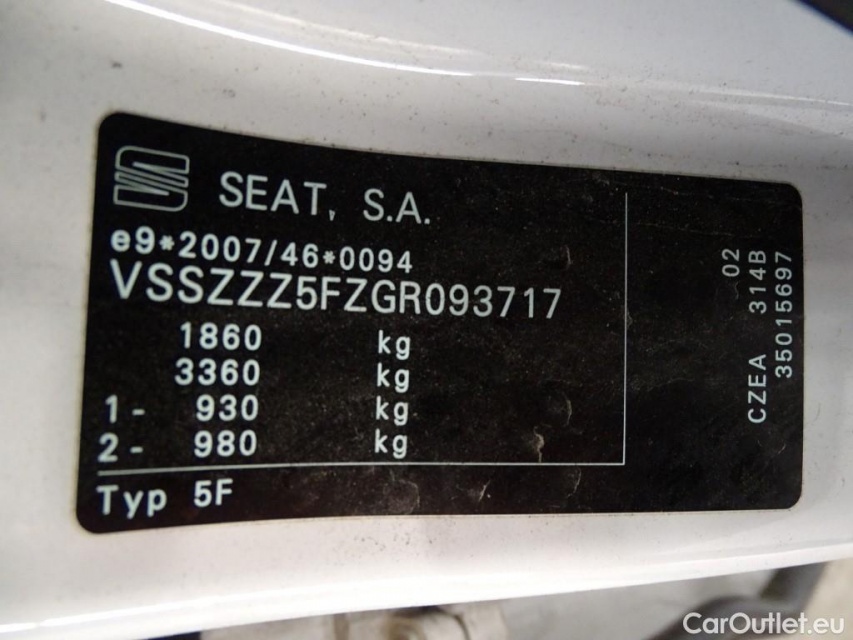 SEAT, S.A.
e9*2007/46*0094
VSSZZZ5FZGR093717
1860 kg
3360 kg
1- 930 kg
2- 980 kg
Typ 5F
02
CZEA 314B
35015697
CarOutlet.eu